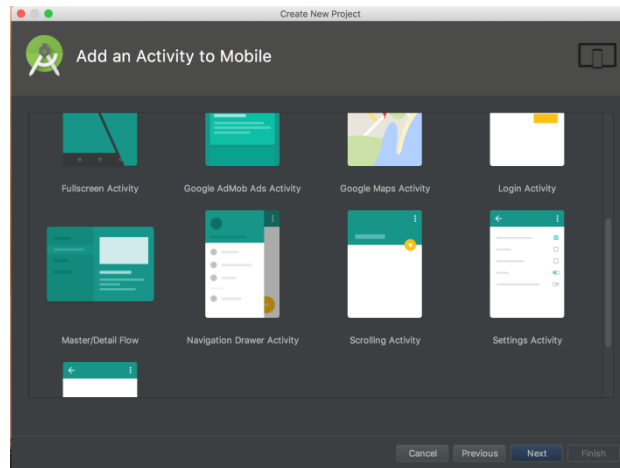 Create New Project
Add an Activity to Mobile
Fullscreen Activity
Google AdMob Ads Activity
Google Maps Activity
Login Activity
Master/Detail Flow
Navigation Drawer Activity
Scrolling Activity
Settings Activity
Cancel
Previous
Next
Finish